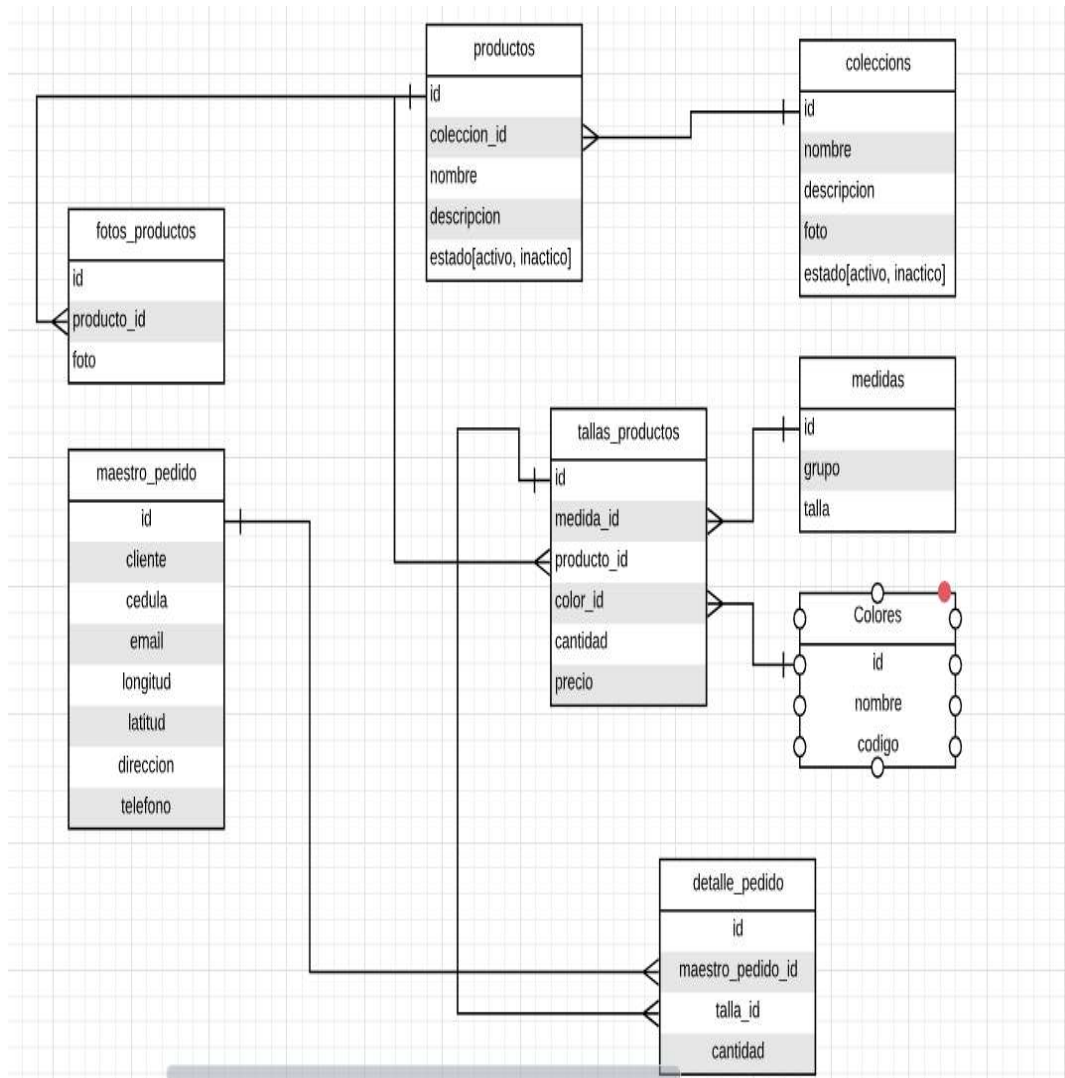 productos
id
coleccion_id
nombre
descripcion
estado[activo, inactico]
coleccions
id
nombre
descripcion
foto
estado[activo, inactico]
fotos_productos
id
producto_id
foto
medidas
id
grupo
talla
tallas_productos
id
medida_id
producto_id
color_id
cantidad
precio
maestro_pedido
id
cliente
cedula
email
longitud
latitud
direccion
telefono
Colores
id
nombre
codigo
detalle_pedido
id
maestro_pedido_id
talla_id
cantidad